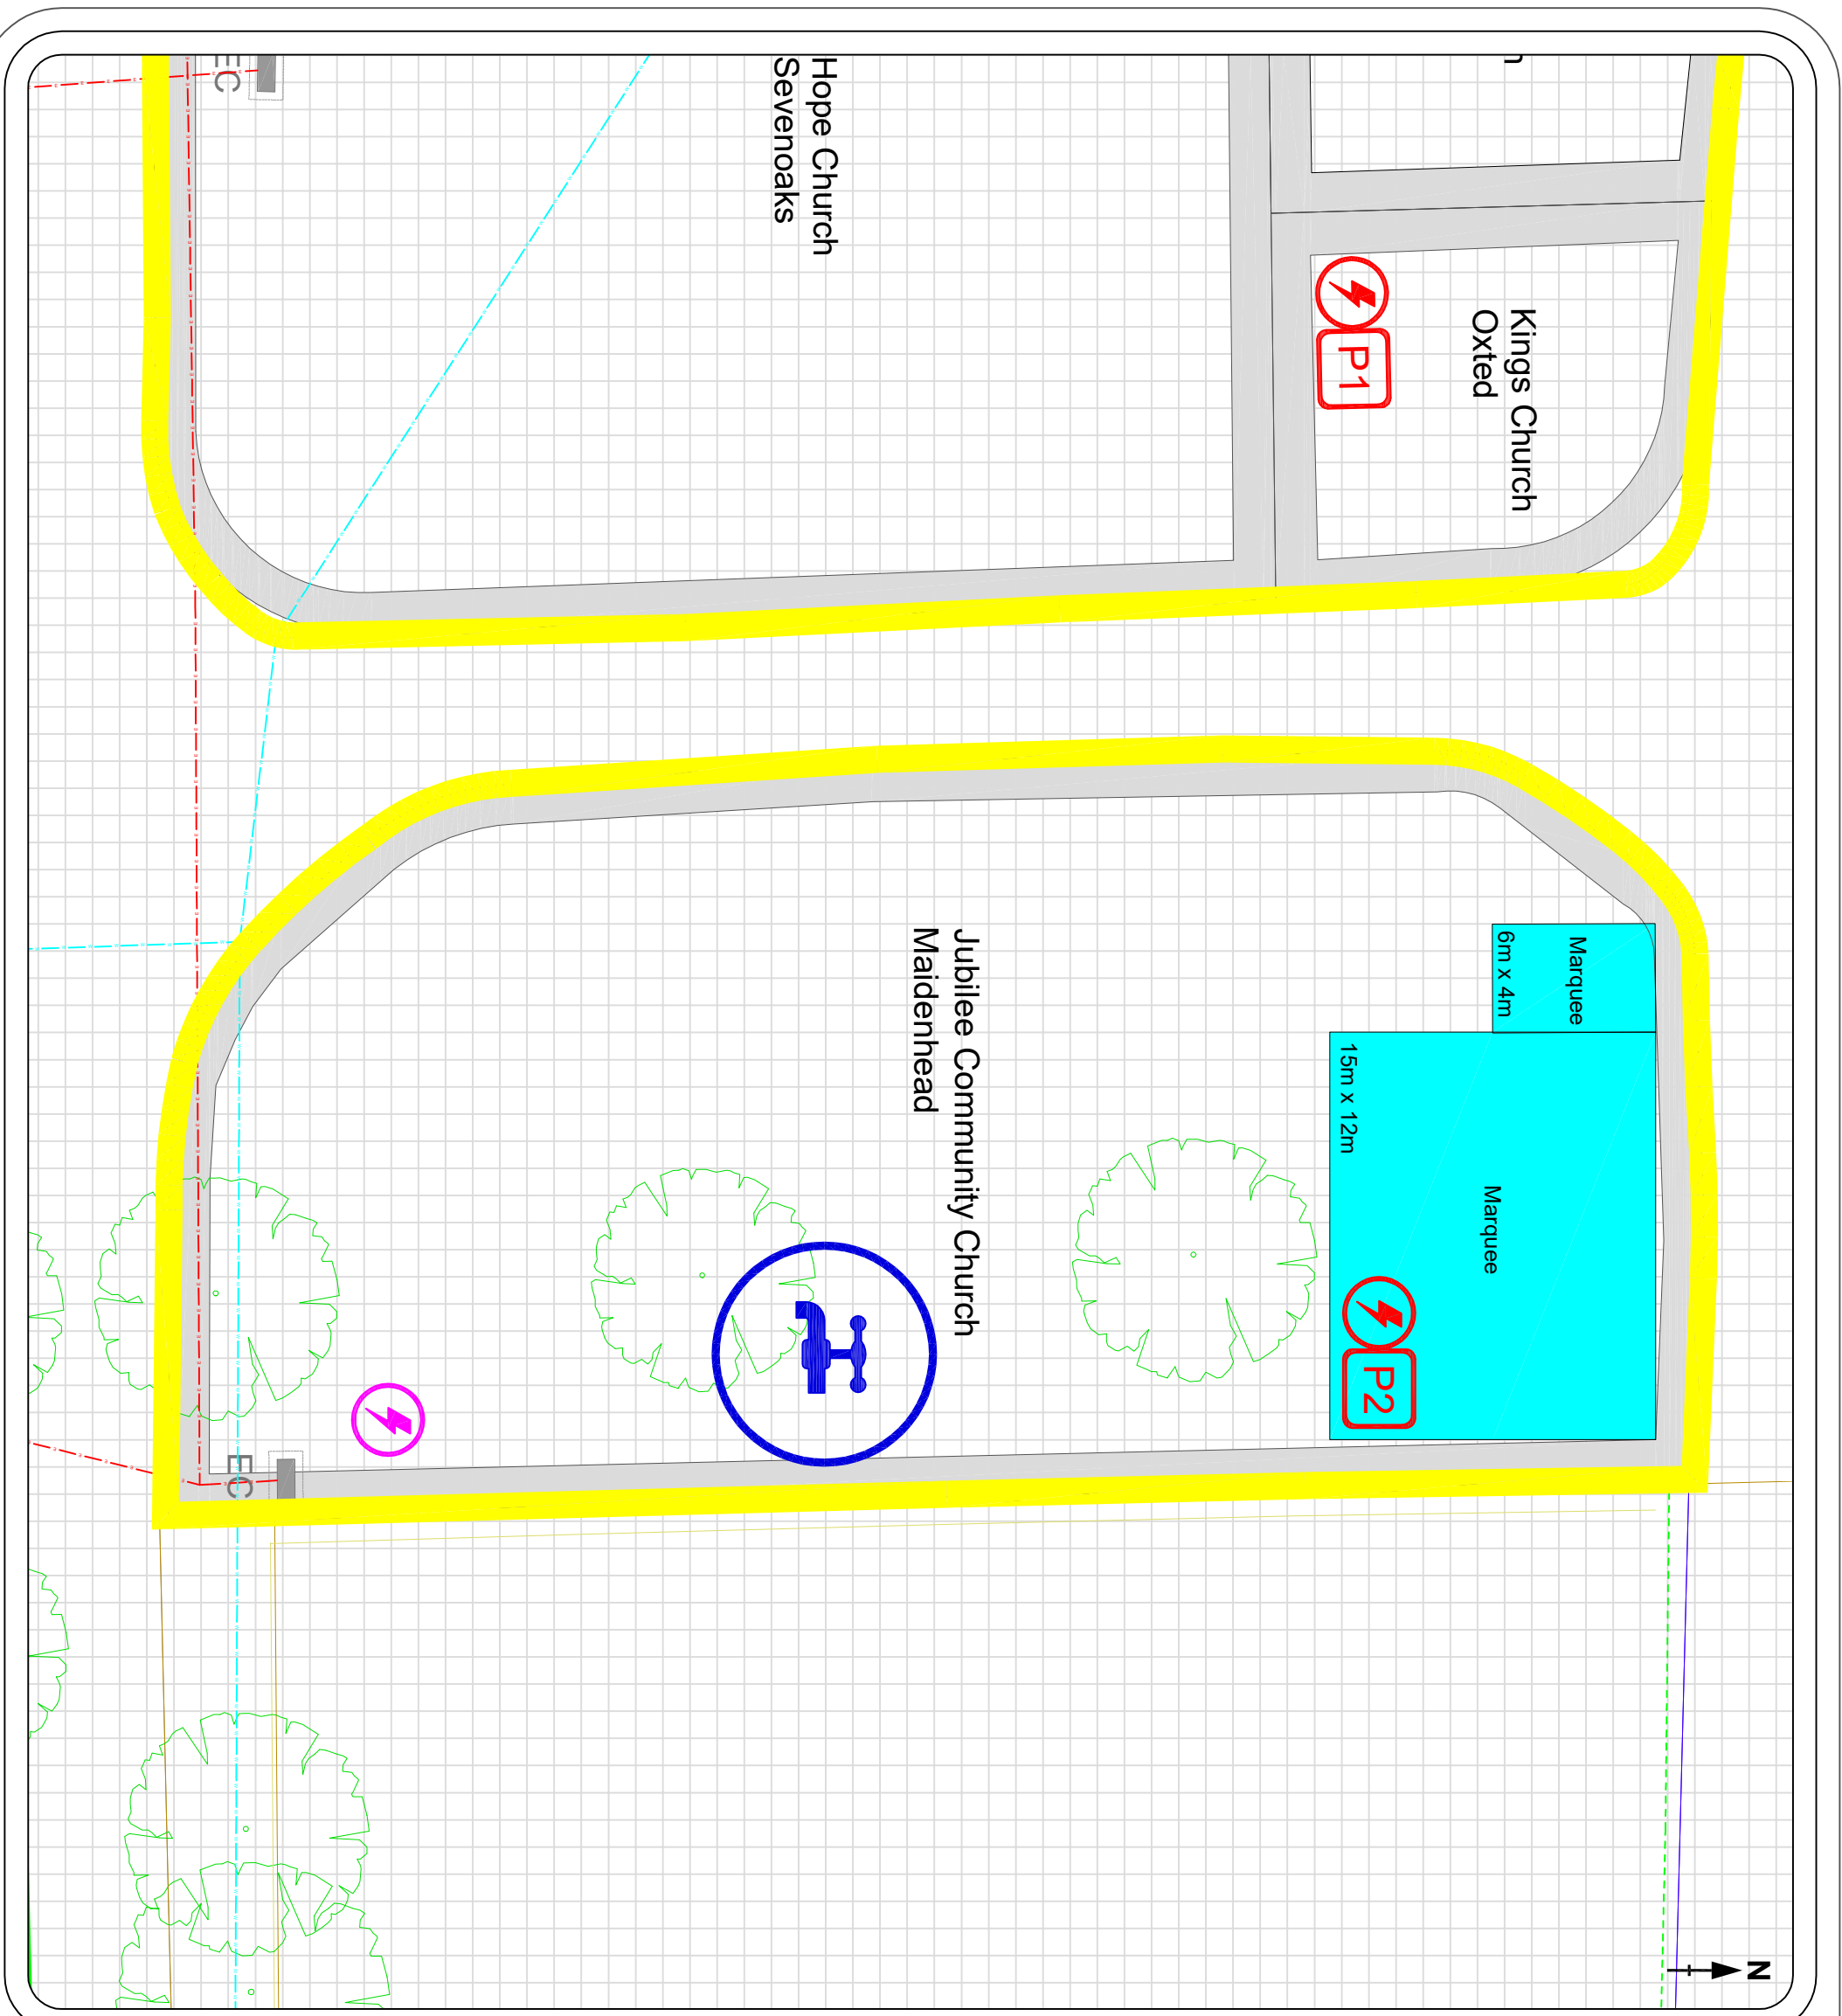 EC
Hope Church
Sevenoaks
Kings Church
Oxted
P1
Jubilee Community Church
Maidenhead
Marquee
6m x 4m
Marquee
15m x 12m
P2
EC
N